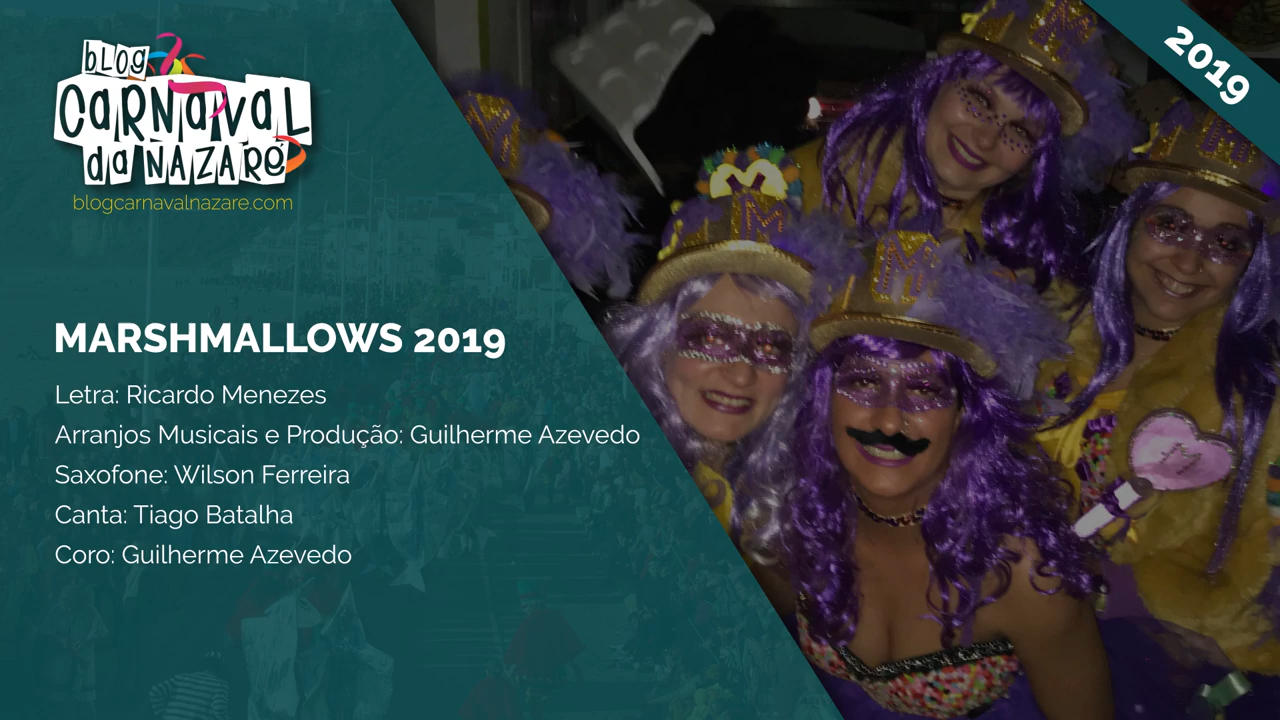 BLOG
CARNAVAL
da NAZARÉ
blogcarnavalnazare.com
2019
MARSHMALLOWS 2019
Letra: Ricardo Menezes
Arranjos Musicais e Produção: Guilherme Azevedo
Saxofone: Wilson Ferreira
Canta: Tiago Batalha
Coro: Guilherme Azevedo
M
M
M
M